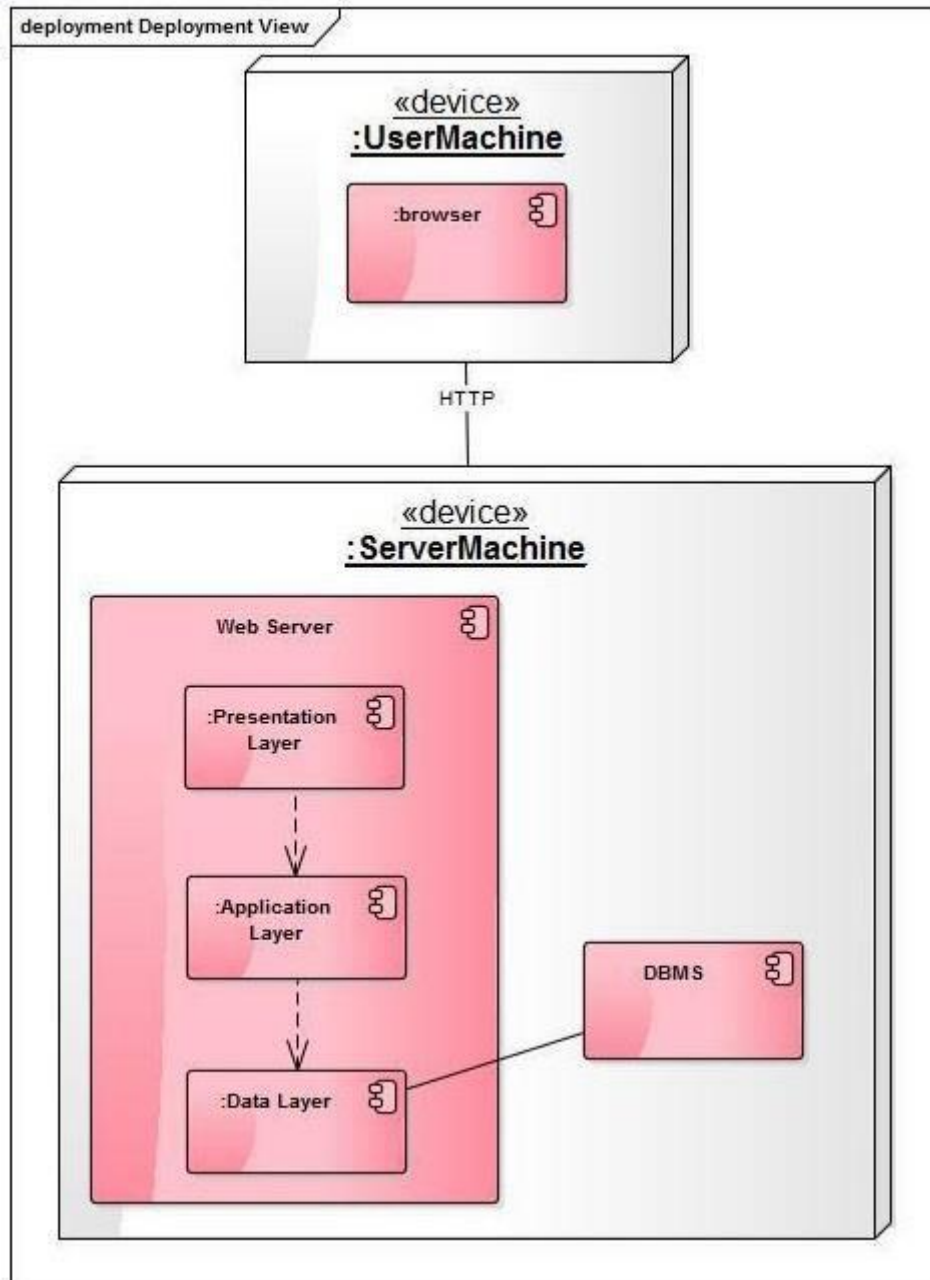 deployment Deployment View
«device»
:UserMachine
:browser
HTTP
«device»
:ServerMachine
Web Server
:Presentation
Layer
:Application
Layer
:Data Layer
DBMS